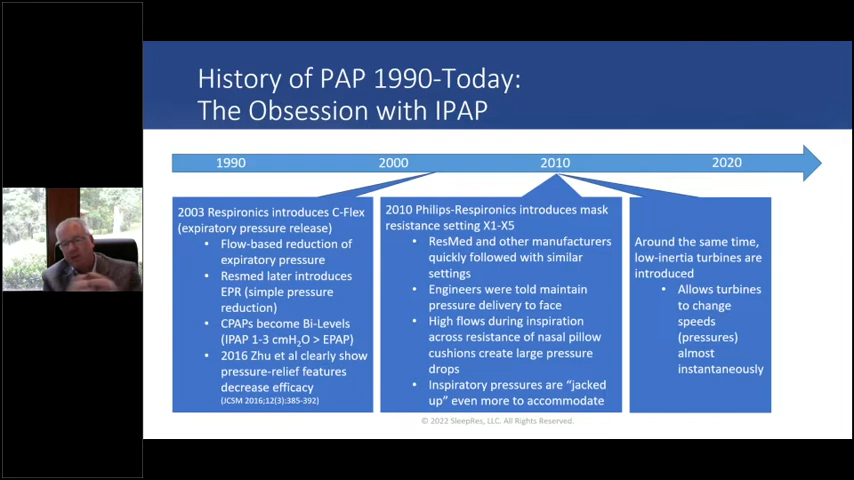 History of PAP 1990-Today:
The Obsession with IPAP
1990
2000
2010
2020
2003 Respironics introduces C-Flex
(expiratory pressure release)
• Flow-based reduction of
expiratory pressure
• Resmed later introduces
EPR (simple pressure
reduction)
• CPAPs become Bi-Levels
(IPAP 1-3 cmH₂O > EPAP)
• 2016 Zhu et al clearly show
pressure-relief features
decrease efficacy
(JCSM 2016;12(3):385-392)
2010 Philips-Respironics introduces mask
resistance setting X1-X5
• ResMed and other manufacturers
quickly followed with similar
settings
• Engineers were told maintain
pressure delivery to face
• High flows during inspiration
across resistance of nasal pillow
cushions create large pressure
drops
• Inspiratory pressures are “jacked
up” even more to accommodate
Around the same time,
low-inertia turbines are
introduced
• Allows turbines
to change
speeds
(pressures)
almost
instantaneously
© 2022 SleepRes, LLC. All Rights Reserved.